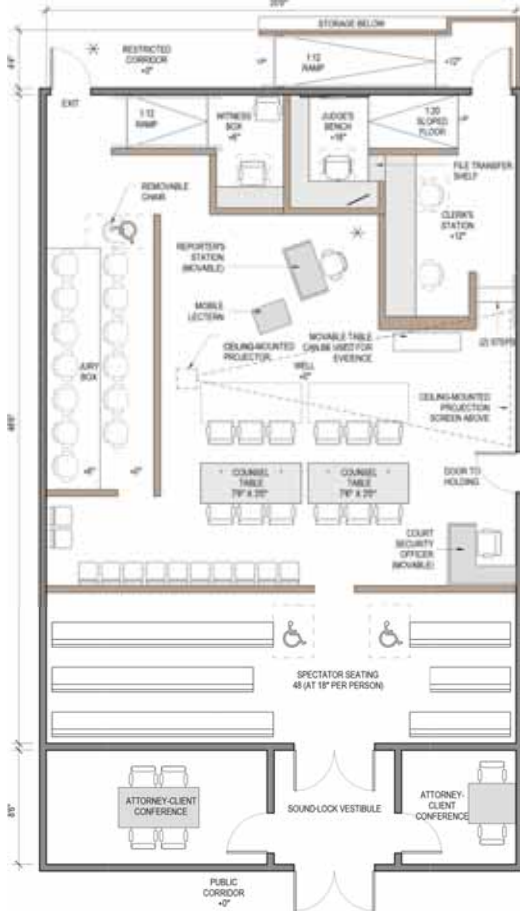 STORAGE BELOW
RESTRICTED
CORRIDOR
+0"
1:12
RAMP
+12"
UP
EXIT
1:12
RAMP
WITNESS
BOX
+6"
JUDGE'S
BENCH
+18"
1:20
SLOPED
FLOOR
UP
FILE TRANSFER
SHELF
REMOVABLE
CHAIR
CLERK'S
STATION
+12"
REPORTER'S
STATION
(MOVABLE)
MOBILE
LECTERN
CEILING-MOUNTED
PROJECTOR
MOVABLE TABLE
CAN BE USED FOR
EVIDENCE
(2) STEPS
WELL
+0"
JURY
BOX
CEILING-MOUNTED
PROJECTION
SCREEN ABOVE
+6"
COUNSEL
TABLE
COUNSEL
TABLE
DOOR TO
HOLDING
COURT
SECURITY
OFFICER
(MOVABLE)
SPECTATOR SEATING
48 (AT 18" PER PERSON)
ATTORNEY-CLIENT
CONFERENCE
SOUND-LOCK VESTIBULE
ATTORNEY-
CLIENT
CONFERENCE
8'6"
PUBLIC
CORRIDOR
+0"